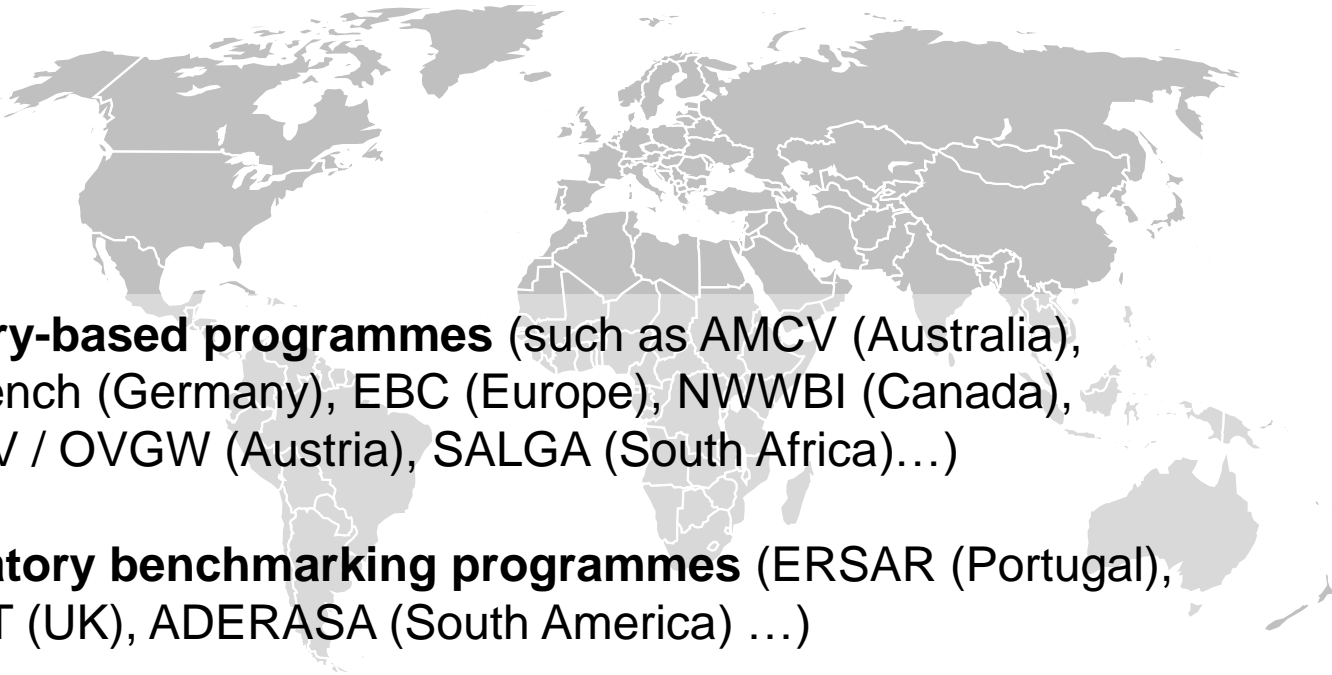 ry-based programmes (such as AMCV (Australia),
ench (Germany), EBC (Europe), NWWBI (Canada),
V / OVGW (Austria), SALGA (South Africa)…)
atory benchmarking programmes (ERSAR (Portugal),
T (UK), ADERASA (South America) …)